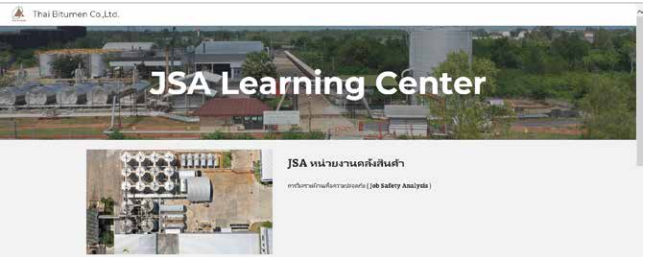 Thai Bitumen Co.,Ltd.
JSA Learning Center
JSA หน่วยงานคลังสินค้า
การวิเคราะห์งานเพื่อความปลอดภัย ( Job Safety Analysis )